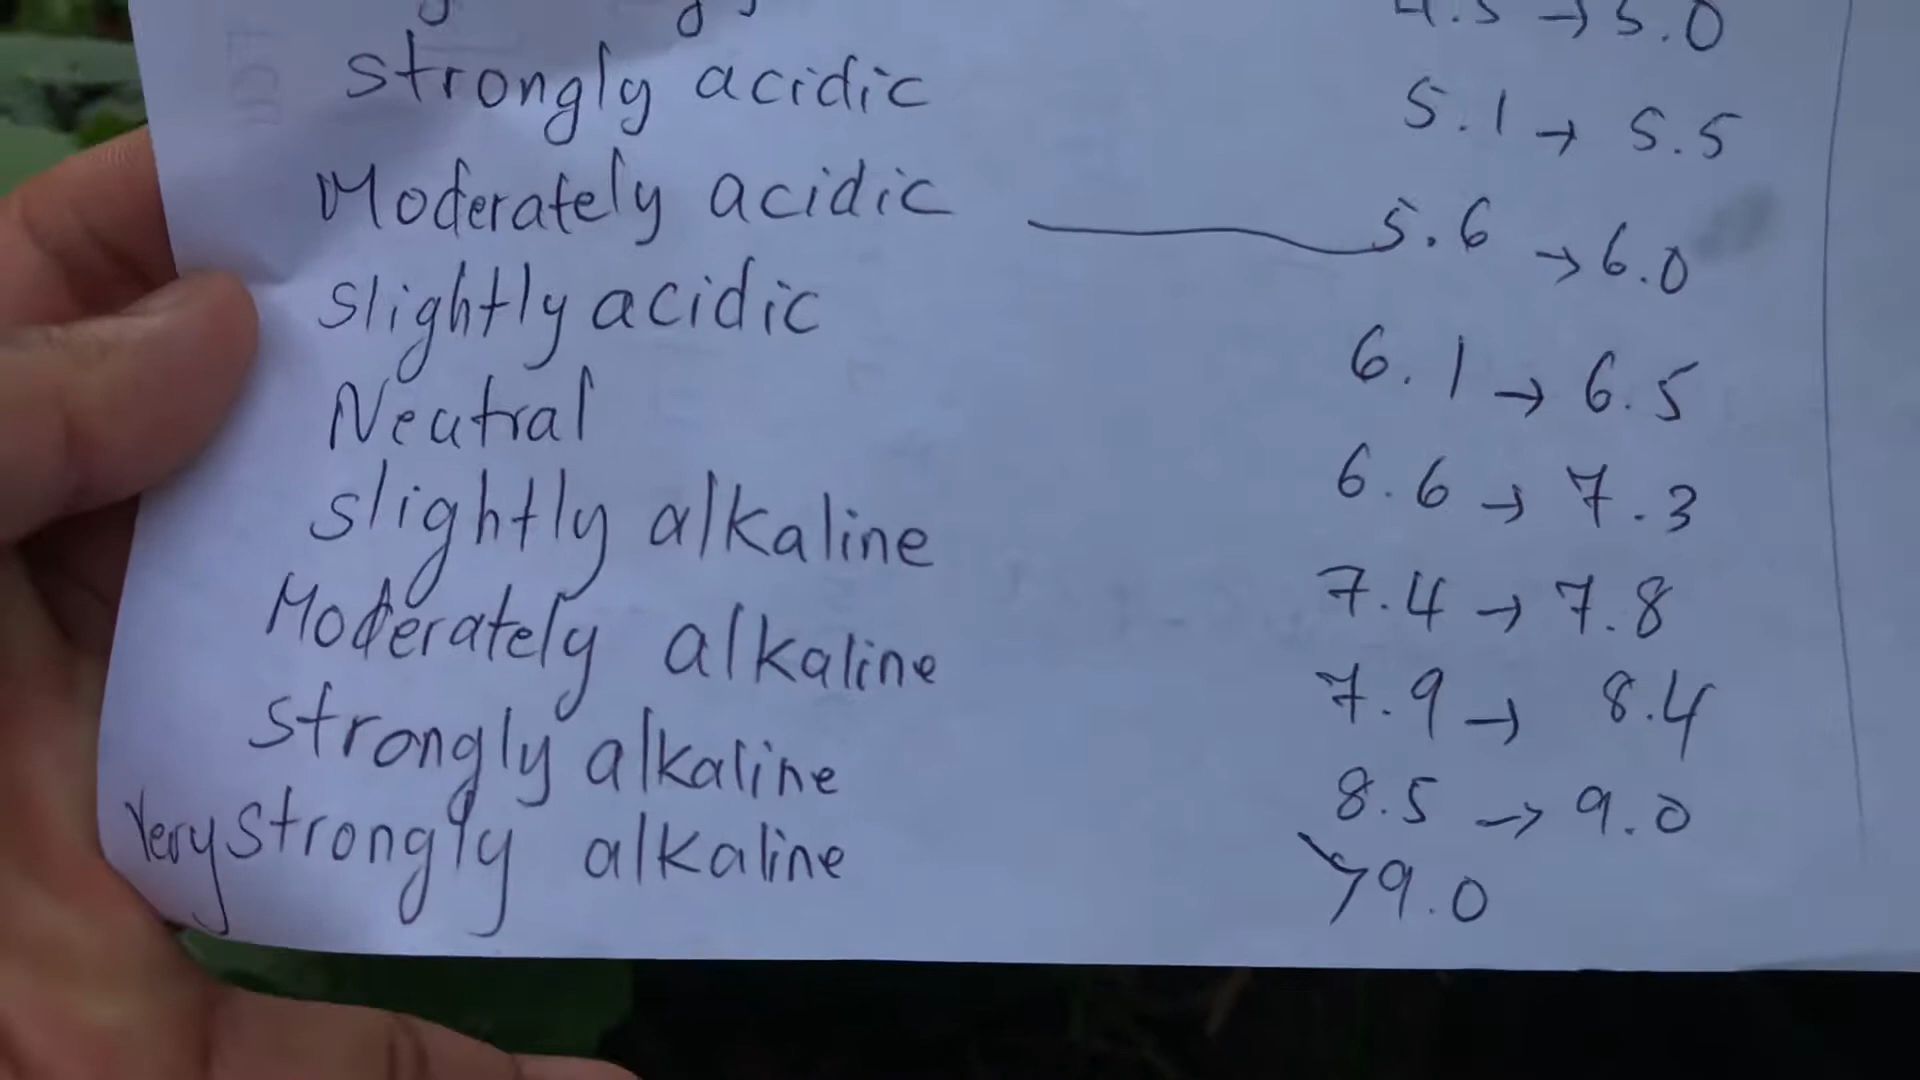 4.5 → 5.0
strongly acidic 5.1 → 5.5
Moderately acidic 5.6 → 6.0
slightly acidic 6.1 → 6.5
Neutral 6.6 → 7.3
slightly alkaline 7.4 → 7.8
Moderately alkaline 7.9 → 8.4
strongly alkaline 8.5 → 9.0
Very strongly alkaline >9.0